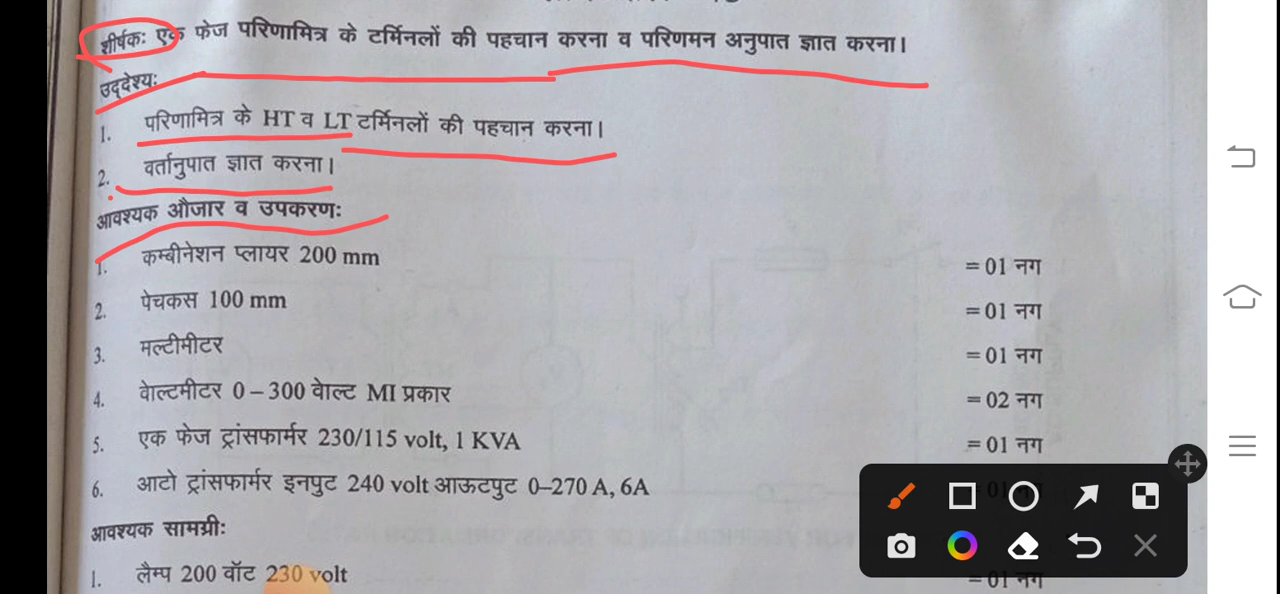 शीर्षकः एक फेज परिणामित्र के टर्मिनलों की पहचान करना व परिणमन अनुपात ज्ञात करना।
उद्देश्यः
1. परिणामित्र के HT व LT टर्मिनलों की पहचान करना।
2. वर्तानुपात ज्ञात करना।
आवश्यक औजार व उपकरणः
1. कम्बीनेशन प्लायर 200 mm = 01 नग
2. पेचकस 100 mm = 01 नग
3. मल्टीमीटर = 01 नग
4. वोल्टमीटर 0 – 300 वोल्ट MI प्रकार = 02 नग
5. एक फेज ट्रांसफार्मर 230/115 volt, 1 KVA = 01 नग
6. आटो ट्रांसफार्मर इनपुट 240 volt आऊटपुट 0–270 A, 6A
आवश्यक सामग्रीः
1. लैम्प 200 वॉट 230 volt = 01 नग